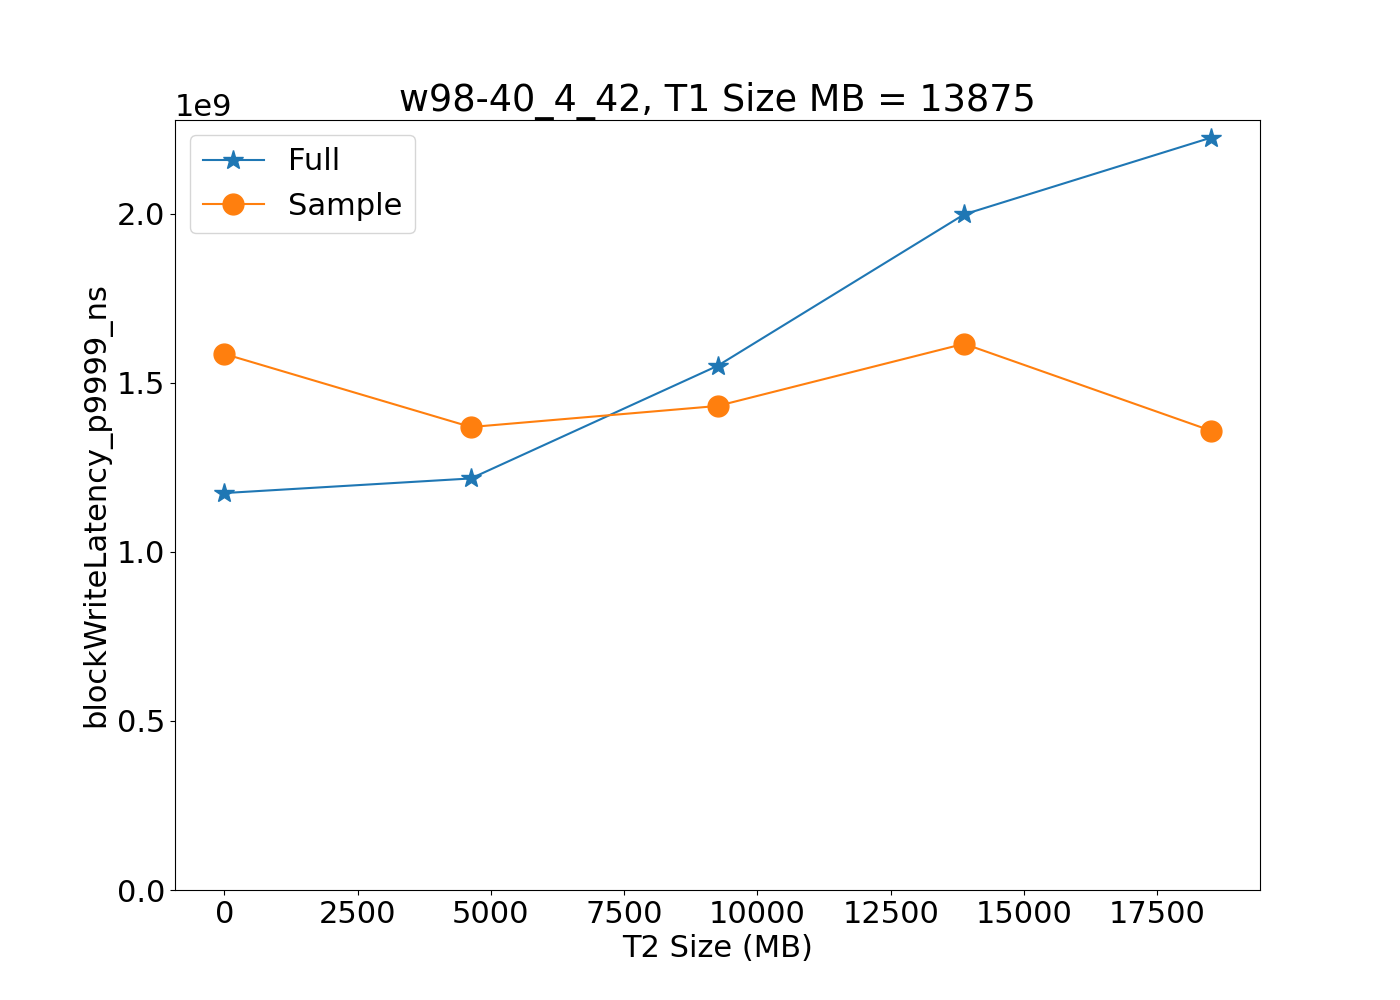 1e9
w98-40_4_42, T1 Size MB = 13875
Full
Sample
2.0
1.5
1.0
0.5
0.0
blockWriteLatency_p9999_ns
0 2500 5000 7500 10000 12500 15000 17500
T2 Size (MB)